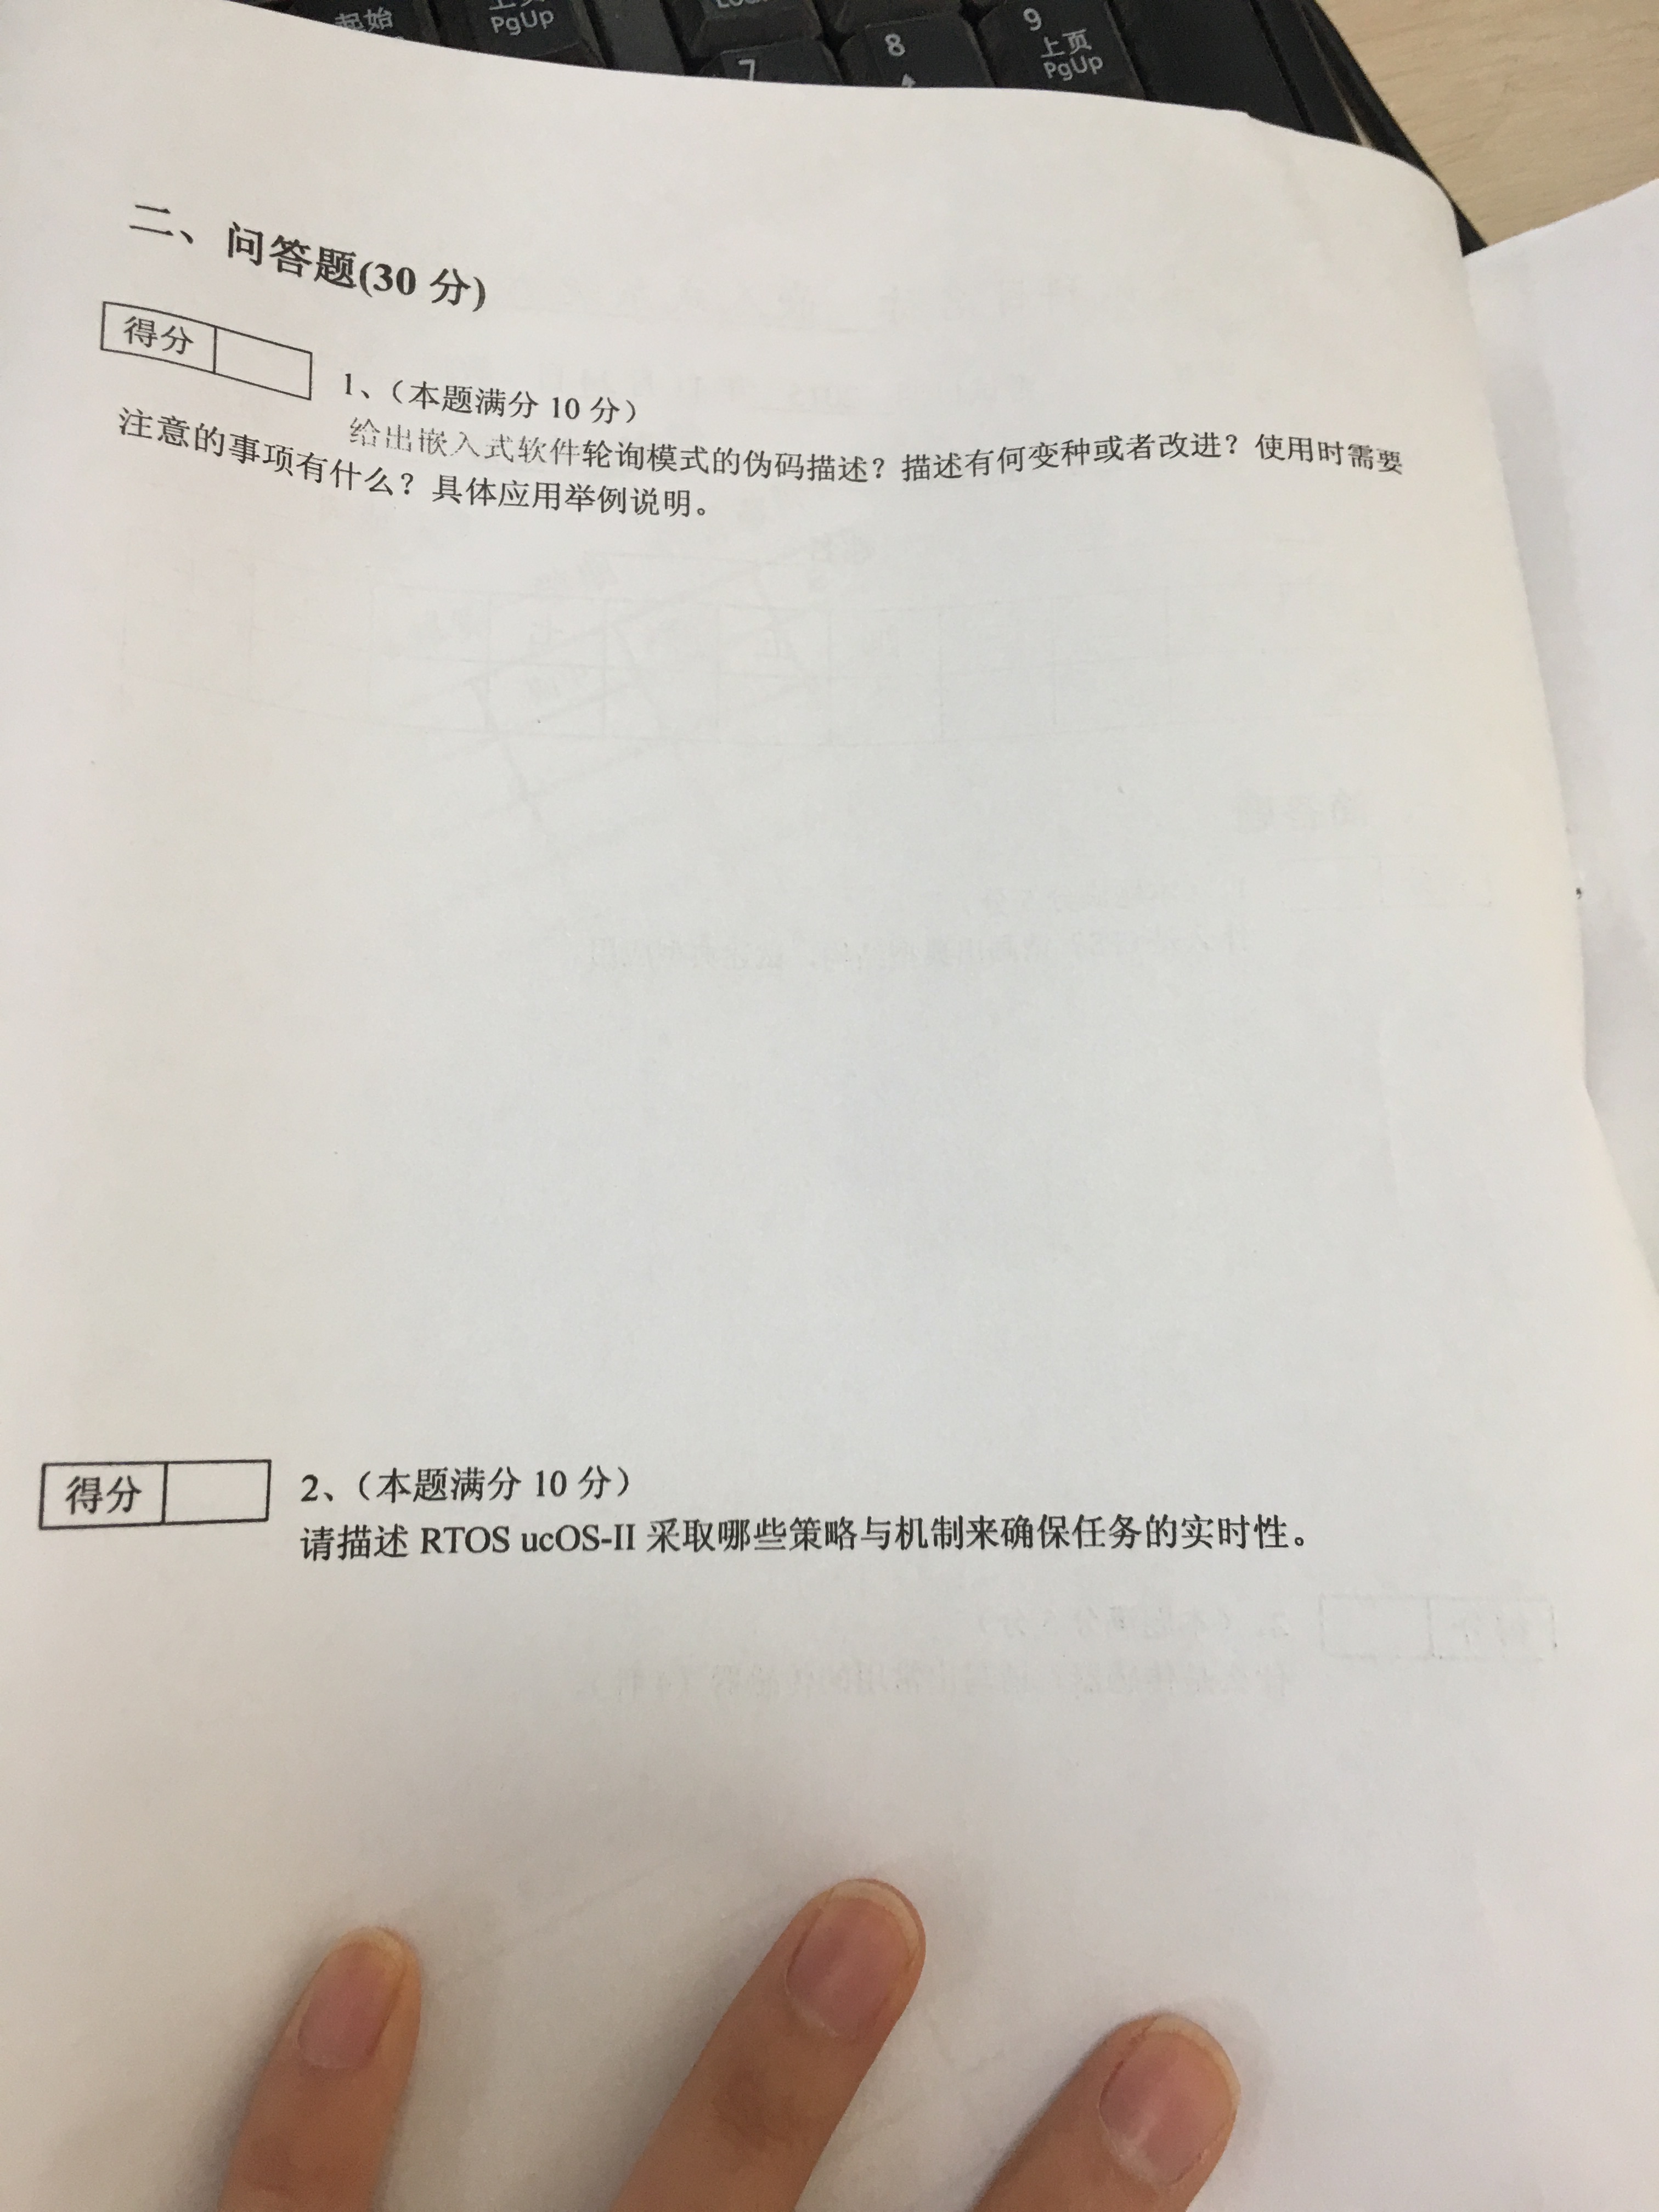 起始
上页
PgUp
7
8
9
上页
PgUp
二、问答题(30 分)
得分
1、（本题满分 10 分）
给出嵌入式软件轮询模式的伪码描述？描述有何变种或者改进？使用时需要
注意的事项有什么？具体应用举例说明。
得分
2、（本题满分 10 分）
请描述 RTOS ucOS-II 采取哪些策略与机制来确保任务的实时性。